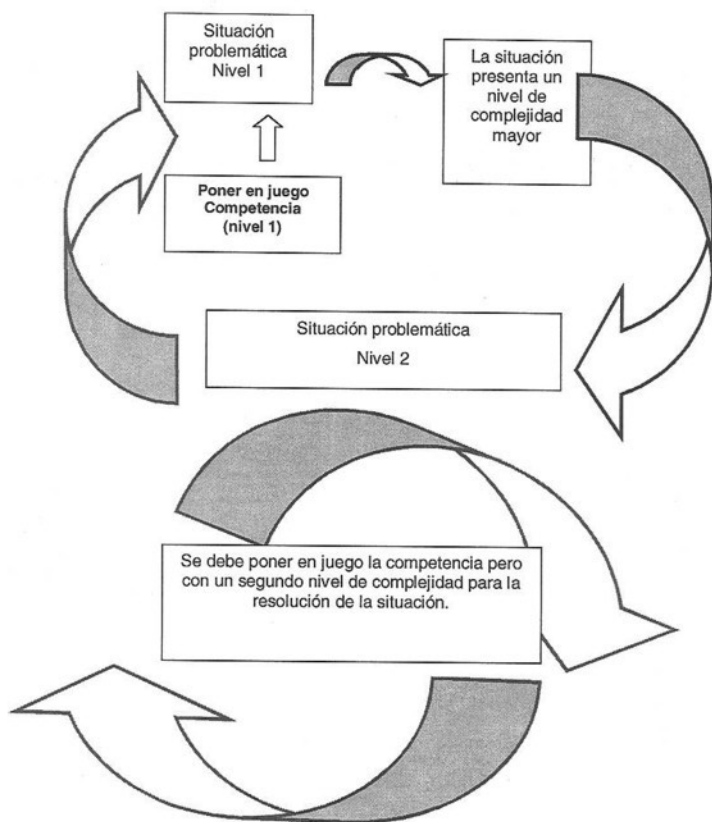 Situación
problemática
Nivel 1
La situación
presenta un
nivel de
complejidad
mayor
Poner en juego
Competencia
(nivel 1)
Situación problemática
Nivel 2
Se debe poner en juego la competencia pero
con un segundo nivel de complejidad para la
resolución de la situación.